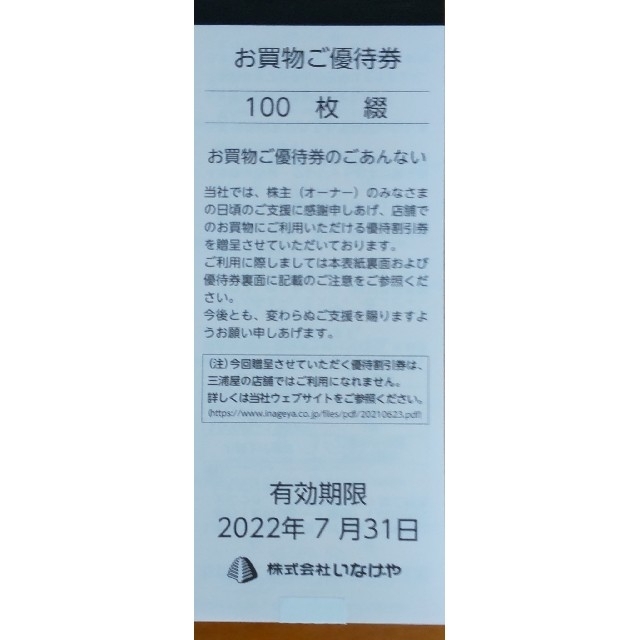 お買物ご優待券
100 枚 綴
お買物ご優待券のごあんない
当社では、株主（オーナー）のみなさま
の日頃のご支援に感謝申しあげ、店舗で
のお買物にご利用いただける優待割引券
を贈呈させていただいております。
ご利用に際しましては本表紙裏面および
優待券裏面に記載のご注意をご参照くだ
さい。
今後とも、変わらぬご支援を賜りますよ
うお願い申しあげます。
（注）今回贈呈させていただく優待割引券は、
三浦屋の店舗ではご利用になれません。
詳しくは当社ウェブサイトをご参照ください。
(https://www.inageya.co.jp/files/pdf/20210623.pdf)
有効期限
2022年 7 月31日
株式会社いなげや